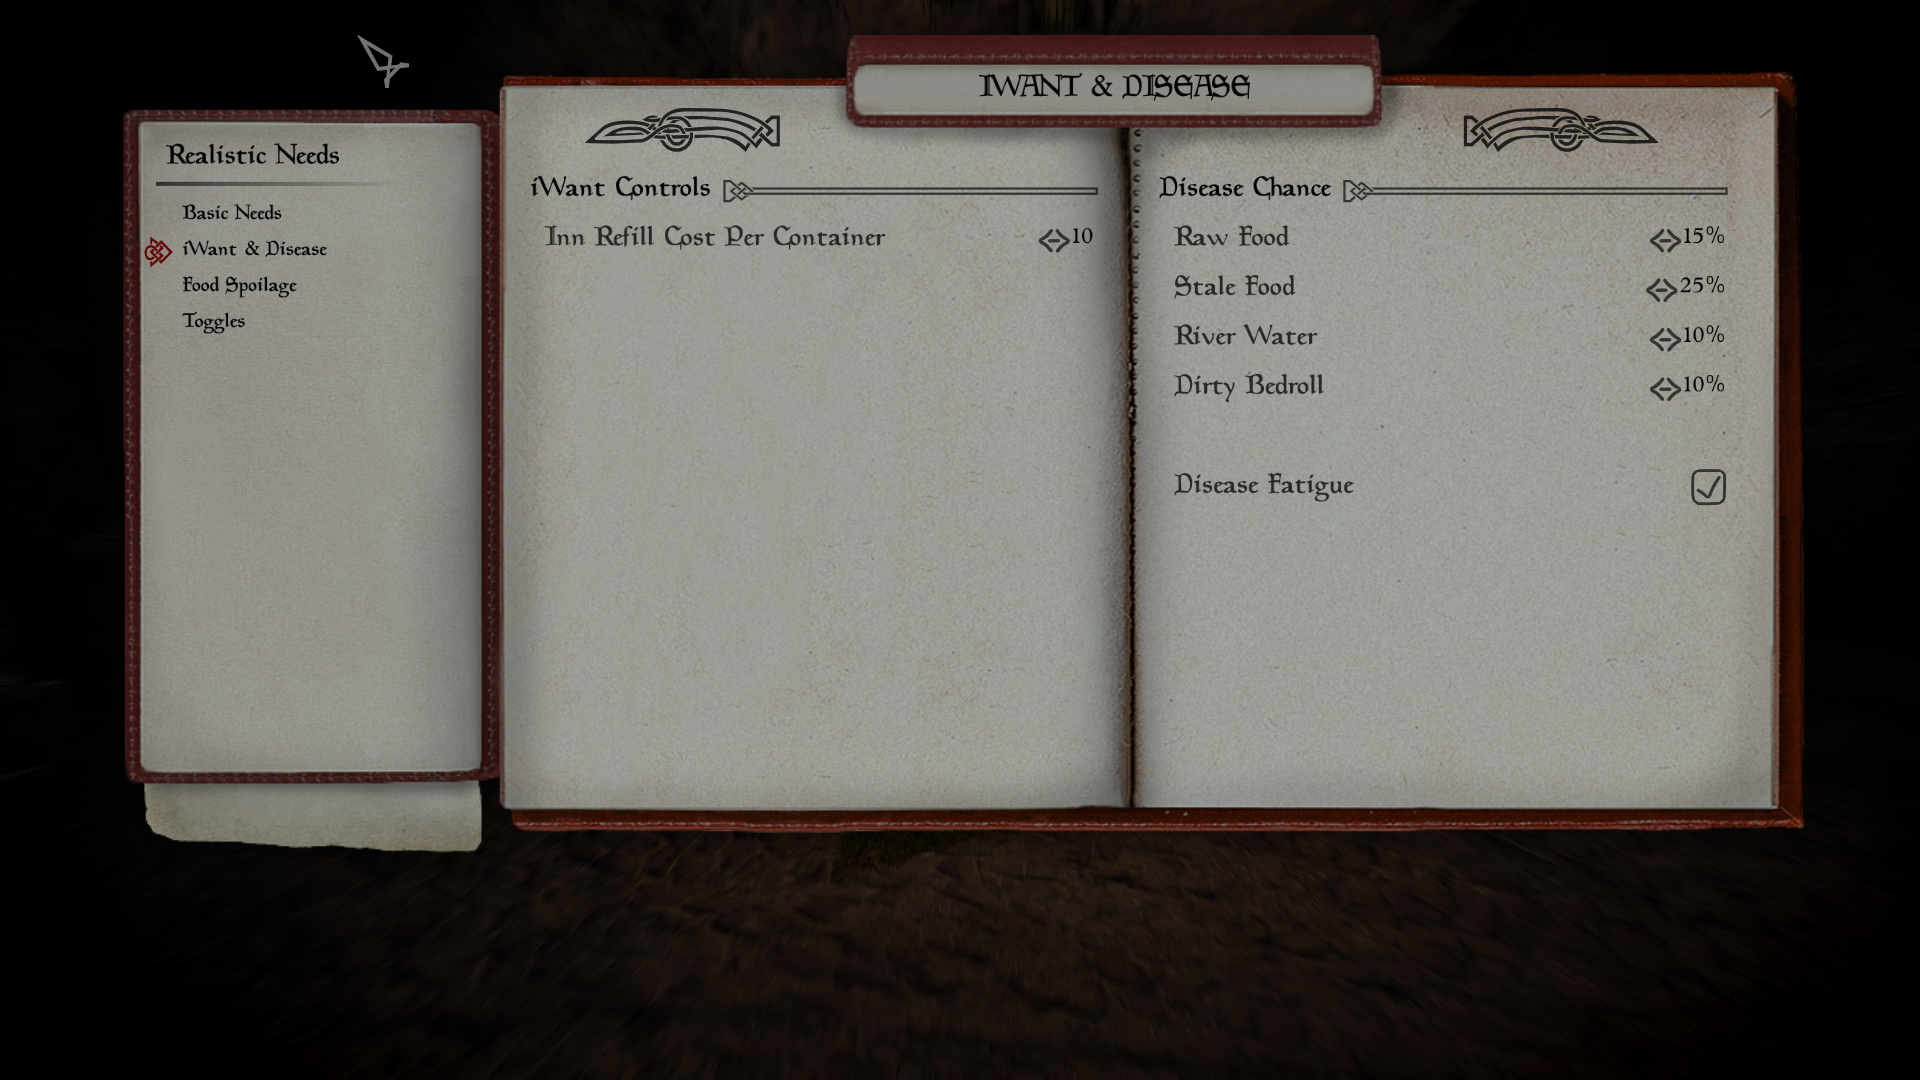 IWANT & DISEASE
Realistic Needs
Basic Needs
iWant & Disease
Food Spoilage
Toggles
iWant Controls
Inn Refill Cost Per Container 10
Disease Chance
Raw Food 15%
Stale Food 25%
River Water 10%
Dirty Bedroll 10%
Disease Fatigue